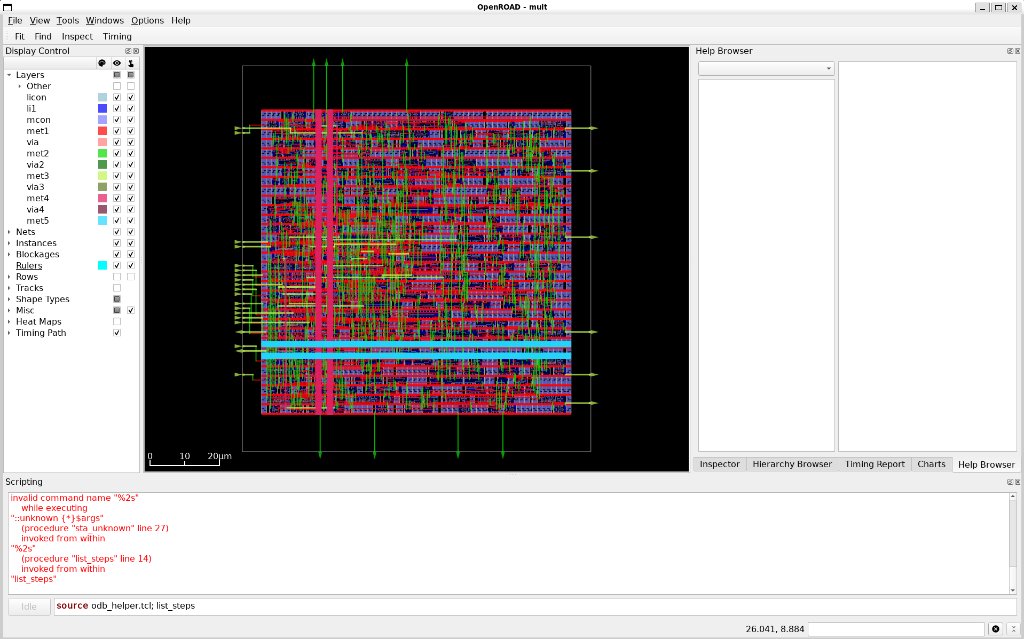 OpenROAD - mult
File View Tools Windows Options Help
Fit Find Inspect Timing
Display Control
Layers
Other
licon
li1
mcon
met1
via
met2
via2
met3
via3
met4
via4
met5
Nets
Instances
Blockages
Rulers
Rows
Tracks
Shape Types
Misc
Heat Maps
Timing Path
0 10 20μm
Help Browser
Inspector Hierarchy Browser Timing Report Charts Help Browser
Scripting
invalid command name "%2s"
while executing
"::unknown {*}$args"
(procedure "sta_unknown" line 27)
invoked from within
"%2s"
(procedure "list_steps" line 14)
invoked from within
"list_steps"
Idle source odb_helper.tcl; list_steps
26.041, 8.884